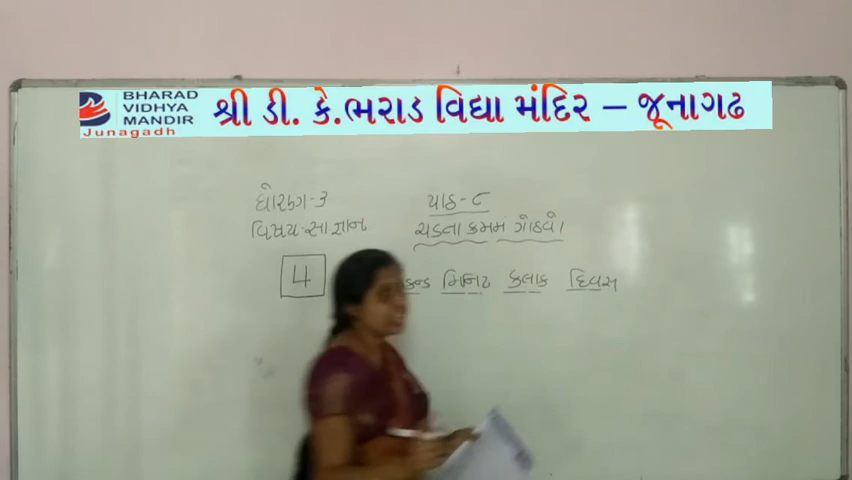 BHARAD
VIDHYA
MANDIR
Junagadh
શ્રી ડી. કે.ભરાડ વિદ્યા મંદિર – જૂનાગઢ
ધોરણ-૩
પાઠ-૮
વિષય-સા.જ્ઞાન
ચડતા ક્રમમાં ગોઠવો।
4
મિનિટ કલાક દિવસ